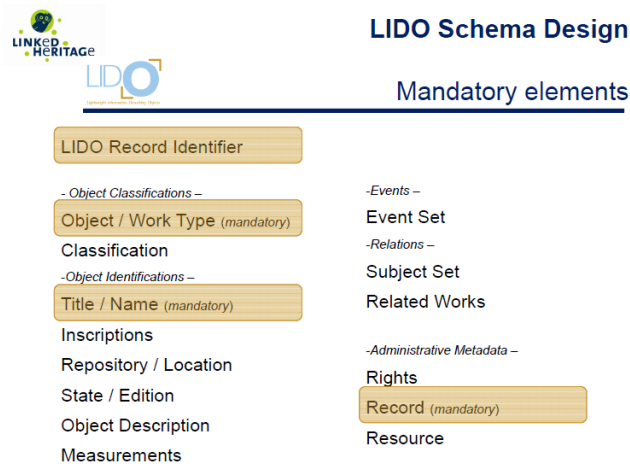 LINKED
HERITAGE
LIDO Schema Design
LIDO
Mandatory elements
LIDO Record Identifier
- Object Classifications –
Object / Work Type (mandatory)
Classification
-Object Identifications –
Title / Name (mandatory)
Inscriptions
Repository / Location
State / Edition
Object Description
Measurements
-Events –
Event Set
-Relations –
Subject Set
Related Works
-Administrative Metadata –
Rights
Record (mandatory)
Resource